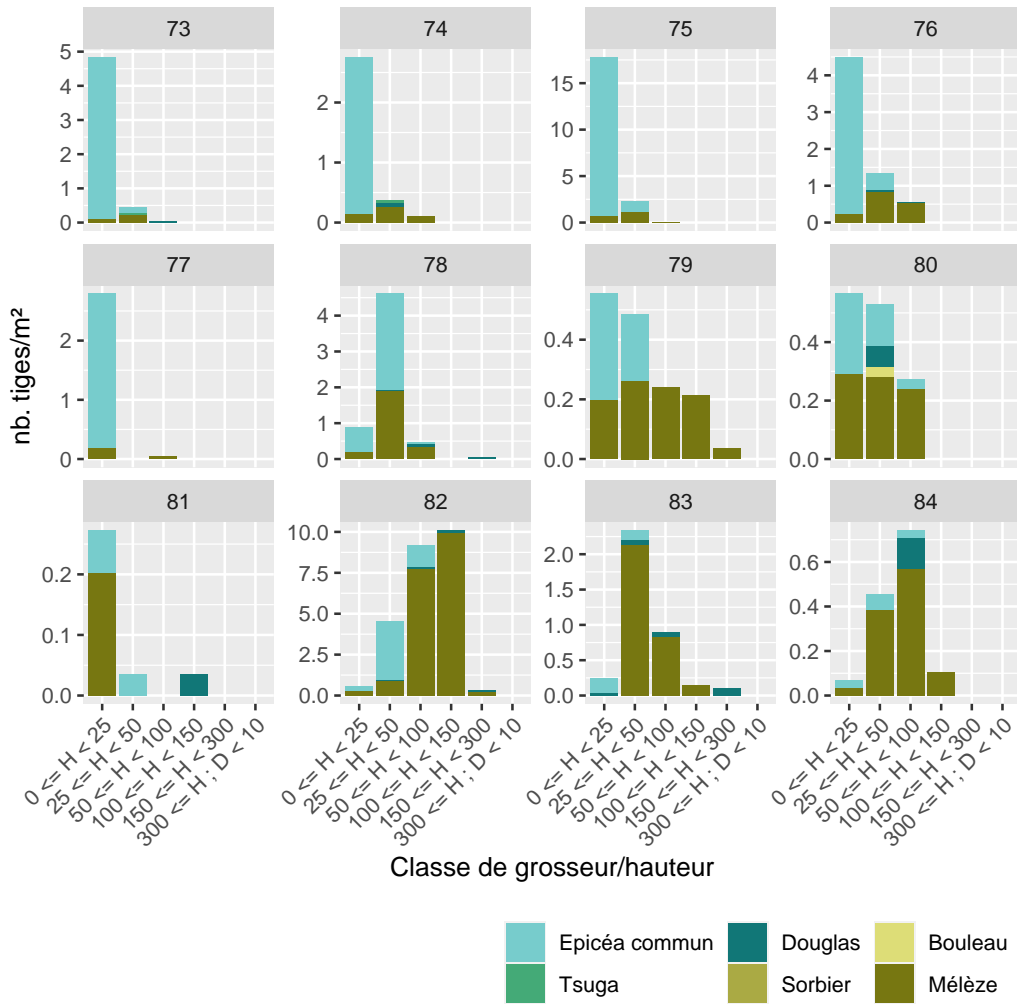 73 74 75 76
5
4
3
2
1
0
2
1
0
15
10
5
0
4
3
2
1
0
77 78 79 80
2
1
0
4
3
2
1
0
0.4
0.2
0.0
0.4
0.2
0.0
81 82 83 84
0.2
0.1
0.0
10.0
7.5
5.0
2.5
0.0
2.0
1.5
1.0
0.5
0.0
0.6
0.4
0.2
0.0
nb. tiges/m²
0 <= H < 25
25 <= H < 50
50 <= H < 100
100 <= H < 150
150 <= H < 300
300 <= H ; D < 10
0 <= H < 25
25 <= H < 50
50 <= H < 100
100 <= H < 150
150 <= H < 300
300 <= H ; D < 10
0 <= H < 25
25 <= H < 50
50 <= H < 100
100 <= H < 150
150 <= H < 300
300 <= H ; D < 10
0 <= H < 25
25 <= H < 50
50 <= H < 100
100 <= H < 150
150 <= H < 300
300 <= H ; D < 10
Classe de grosseur/hauteur
Epicéa commun Douglas Bouleau
Tsuga Sorbier Mélèze